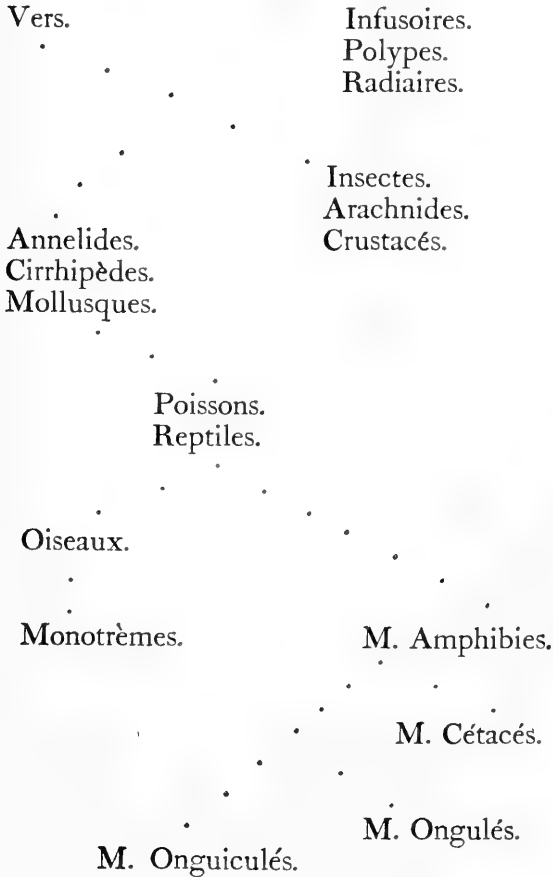 Vers.
Infusoires.
Polypes.
Radiaires.
Insectes.
Arachnides.
Crustacés.
Annelides.
Cirrhipèdes.
Mollusques.
Poissons.
Reptiles.
Oiseaux.
Monotrèmes.
M. Amphibies.
M. Cétacés.
M. Ongulés.
M. Onguiculés.